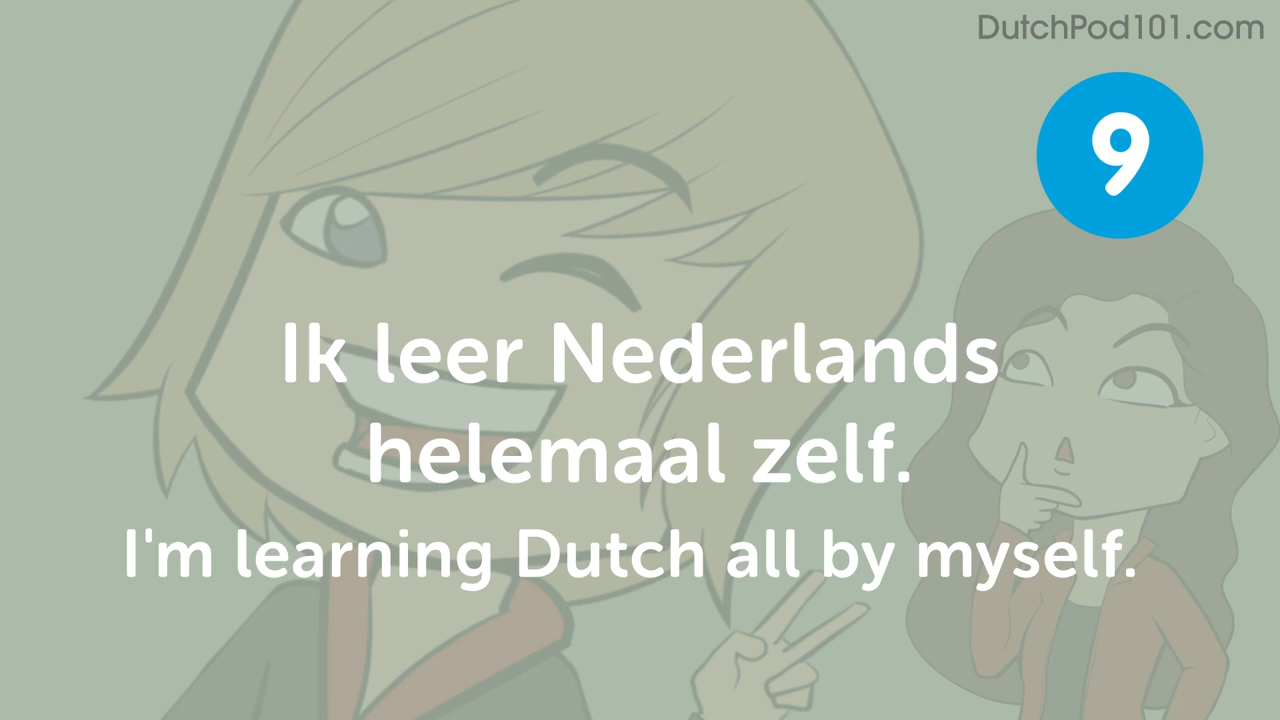 DutchPod101.com
9
Ik leer Nederlands
helemaal zelf.
I'm learning Dutch all by myself.